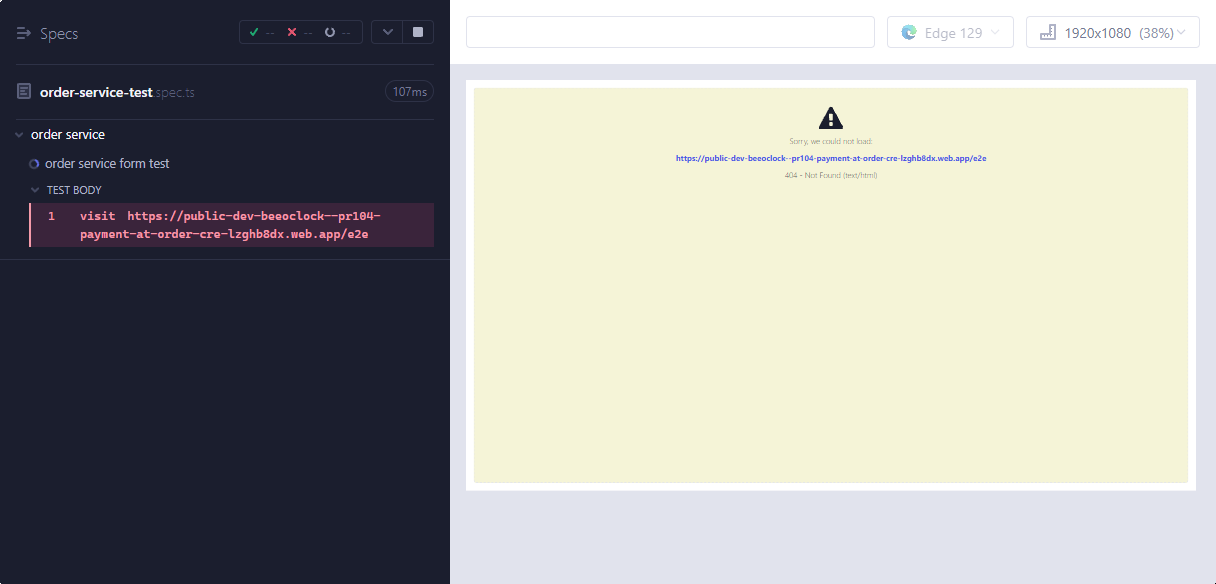 Specs
-- -- --
order-service-test.spec.ts
107ms
order service
order service form test
TEST BODY
1 visit https://public-dev-beeoclock--pr104-
payment-at-order-cre-lzghb8dx.web.app/e2e
Edge 129
1920x1080 (38%)
Sorry, we could not load:
https://public-dev-beeoclock--pr104-payment-at-order-cre-lzghb8dx.web.app/e2e
404 - Not Found (text/html)